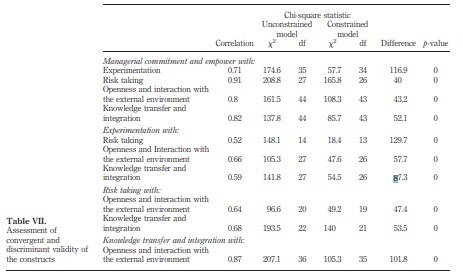 Chi-square statistic
Unconstrained Constrained
model model
Correlation χ² df χ² df Difference p-value
Managerial commitment and empower with:
Experimentation 0.71 174.6 35 57.7 34 116.9 0
Risk taking 0.91 208.8 27 165.8 26 40 0
Openness and interaction with
the external environment 0.8 161.5 44 108.3 43 43.2 0
Knowledge transfer and
integration 0.82 137.8 44 85.7 43 52.1 0
Experimentation with:
Risk taking 0.52 148.1 14 18.4 13 129.7 0
Openness and Interaction with
the external environment 0.66 105.3 27 47.6 26 57.7 0
Knowledge transfer and
integration 0.59 141.8 27 54.5 26 87.3 0
Risk taking with:
Openness and interaction with
the external environment 0.64 96.6 20 49.2 19 47.4 0
Knowledge transfer and
integration 0.68 193.5 22 140 21 53.5 0
Knowledge transfer and integration with:
Openness and interaction with
the external environment 0.87 207.1 36 105.3 35 101.8 0
Table VII.
Assessment of
convergent and
discriminant validity of
the constructs